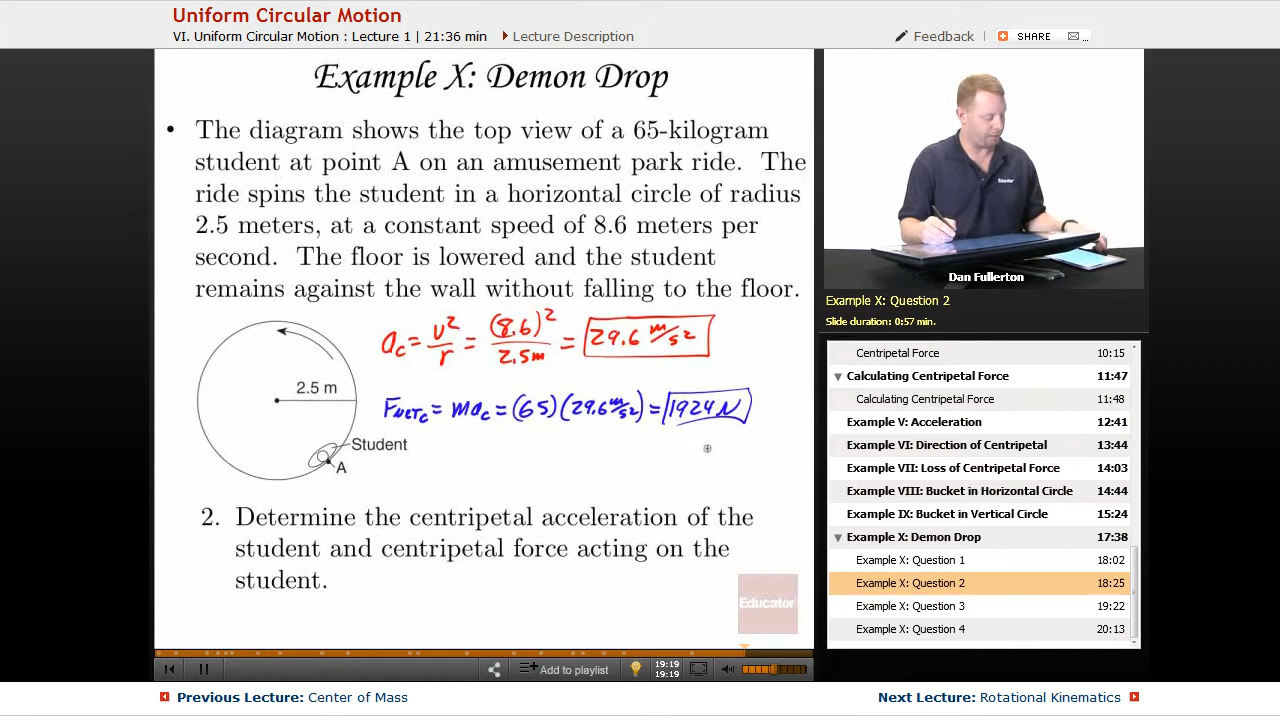 Uniform Circular Motion
VI. Uniform Circular Motion : Lecture 1 | 21:36 min
Lecture Description
Feedback
SHARE
Example X: Demon Drop
• The diagram shows the top view of a 65-kilogram
student at point A on an amusement park ride. The
ride spins the student in a horizontal circle of radius
2.5 meters, at a constant speed of 8.6 meters per
second. The floor is lowered and the student
remains against the wall without falling to the floor.
a_c = v²/r = (8.6)²/2.5m = 29.6 m/s²
2.5 m
F_NETc = ma_c = (65)(29.6 m/s²) = 1924 N
Student
A
2. Determine the centripetal acceleration of the
student and centripetal force acting on the
student.
Educator
Educator
Dan Fullerton
Example X: Question 2
Slide duration: 0:57 min.
Centripetal Force 10:15
Calculating Centripetal Force 11:47
Calculating Centripetal Force 11:48
Example V: Acceleration 12:41
Example VI: Direction of Centripetal 13:44
Example VII: Loss of Centripetal Force 14:03
Example VIII: Bucket in Horizontal Circle 14:44
Example IX: Bucket in Vertical Circle 15:24
Example X: Demon Drop 17:38
Example X: Question 1 18:02
Example X: Question 2 18:25
Example X: Question 3 19:22
Example X: Question 4 20:13
Add to playlist
19:19
19:19
Previous Lecture: Center of Mass
Next Lecture: Rotational Kinematics